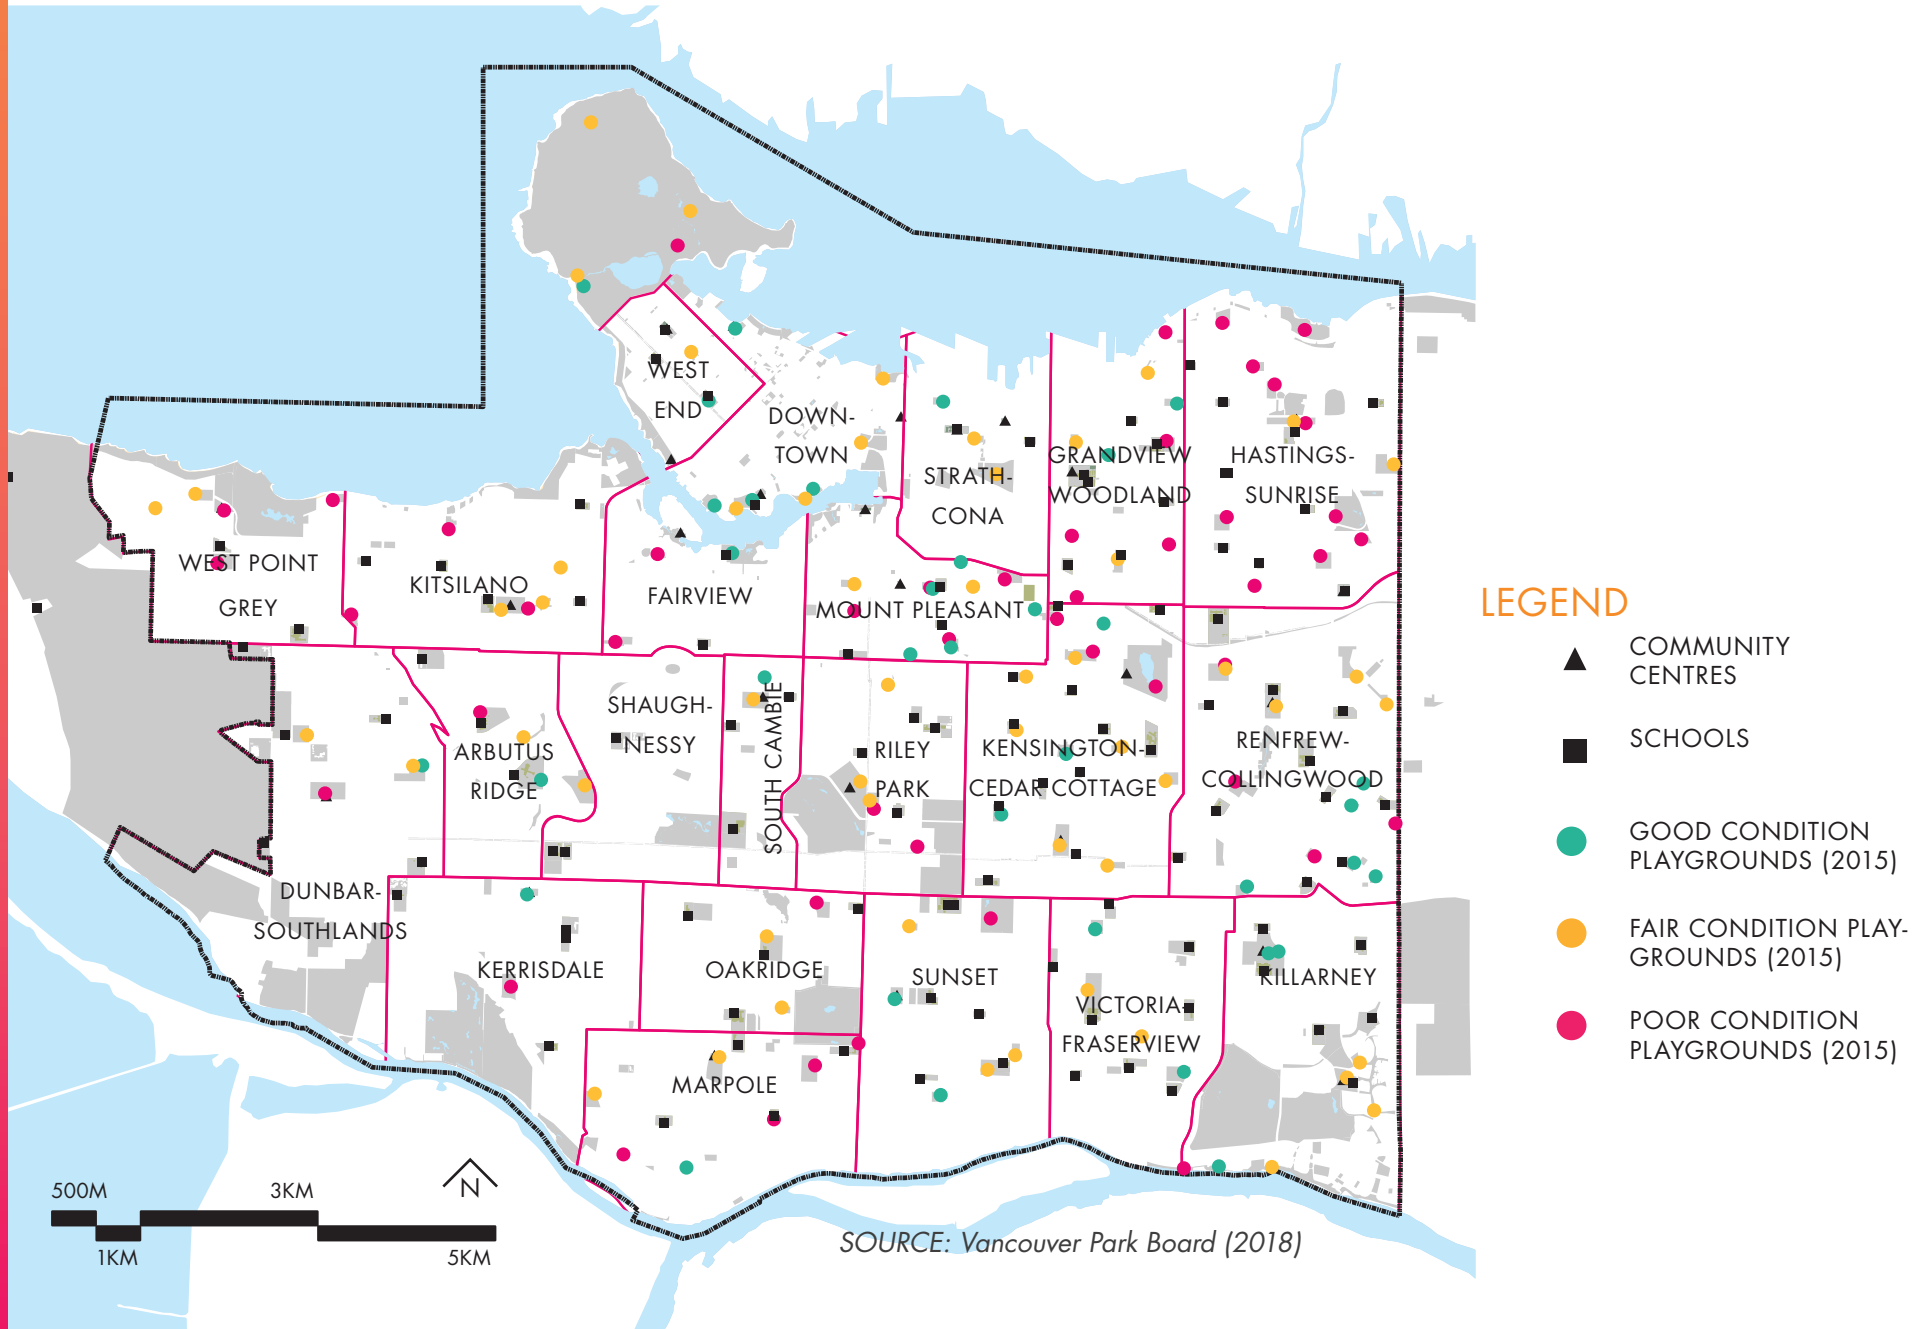 WEST
END
DOWN-
TOWN
STRATH-
CONA
GRANDVIEW
WOODLAND
HASTINGS-
SUNRISE
WEST POINT
GREY
KITSILANO
FAIRVIEW
MOUNT PLEASANT
SHAUGH-
NESSY
SOUTH CAMBIE
ARBUTUS
RIDGE
RILEY
PARK
KENSINGTON-
CEDAR COTTAGE
RENFREW-
COLLINGWOOD
DUNBAR-
SOUTHLANDS
KERRISDALE
OAKRIDGE
SUNSET
VICTORIA-
FRASERVIEW
KILLARNEY
MARPOLE
LEGEND
COMMUNITY
CENTRES
SCHOOLS
GOOD CONDITION
PLAYGROUNDS (2015)
FAIR CONDITION PLAY-
GROUNDS (2015)
POOR CONDITION
PLAYGROUNDS (2015)
500M
3KM
N
1KM
5KM
SOURCE: Vancouver Park Board (2018)